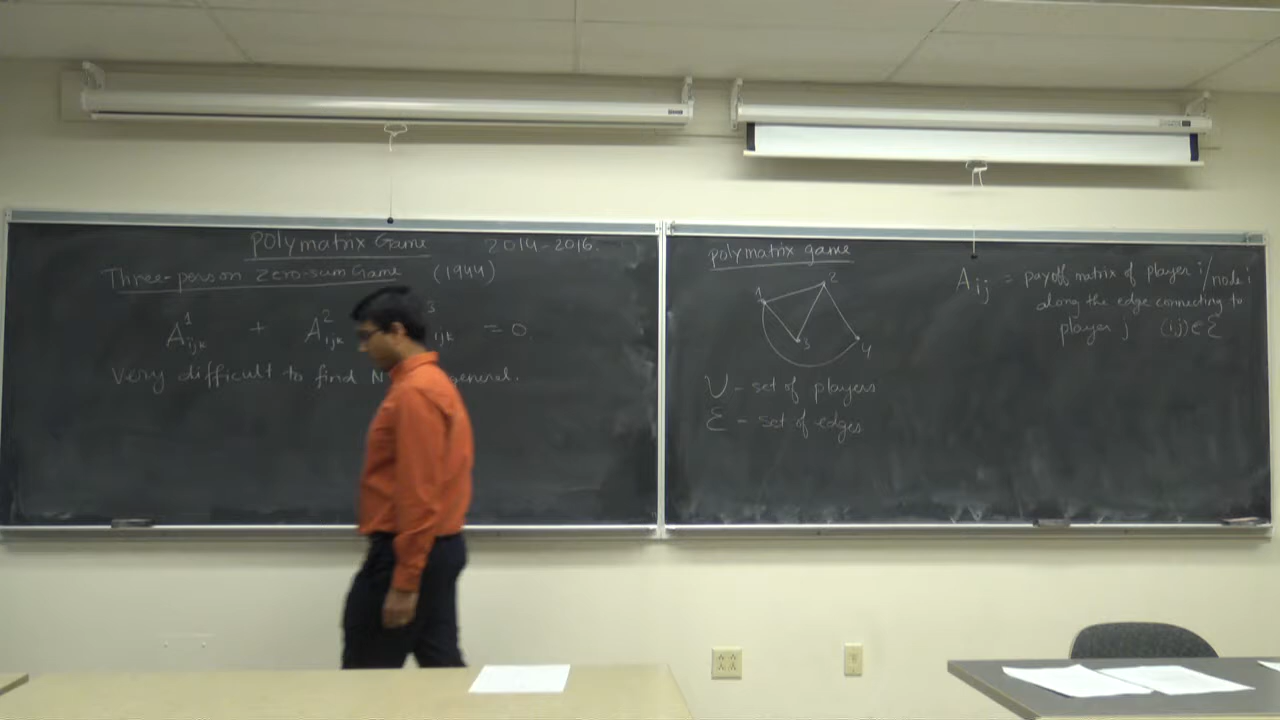 Polymatrix Game 2014-2016.
Three-person Zero-sum Game (1944)
A¹ijk + A²ijk 3 ijk = 0.
Very difficult to find N general.
polymatrix game
1 2 3 4
V - set of players
E - set of edges
Aij = payoff matrix of player i/node i
along the edge connecting to
player j (i,j) ∈ E